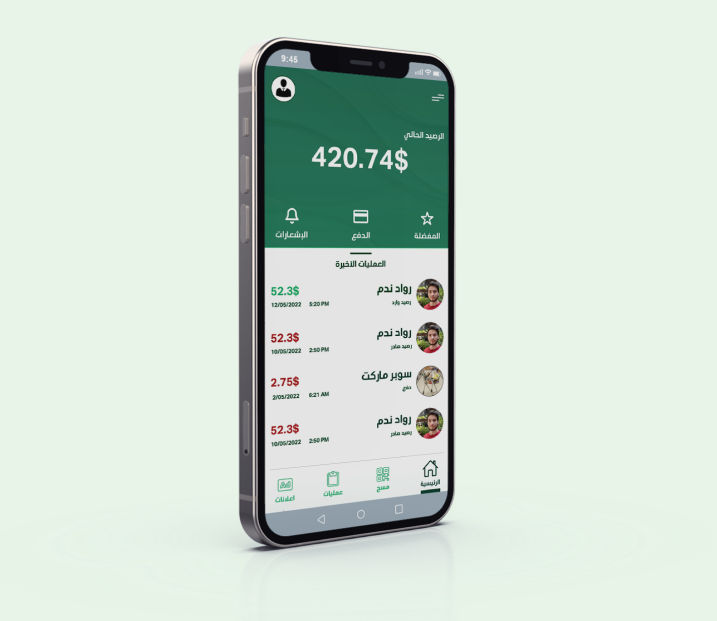 9:45
الرصيد الحالي
420.74$
المفضلة
الدفع
الإشعارات
العمليات الاخيرة
رواد ندم
52.3$
رصيد وارد
12/05/2022 5:20 PM
رواد ندم
52.3$
رصيد صادر
10/05/2022 2:50 PM
سوبر ماركت
2.75$
دفع
2/05/2022 6:21 AM
رواد ندم
52.3$
رصيد صادر
10/05/2022 2:50 PM
الرئيسية
مسح
عمليات
Ad
اعلانات